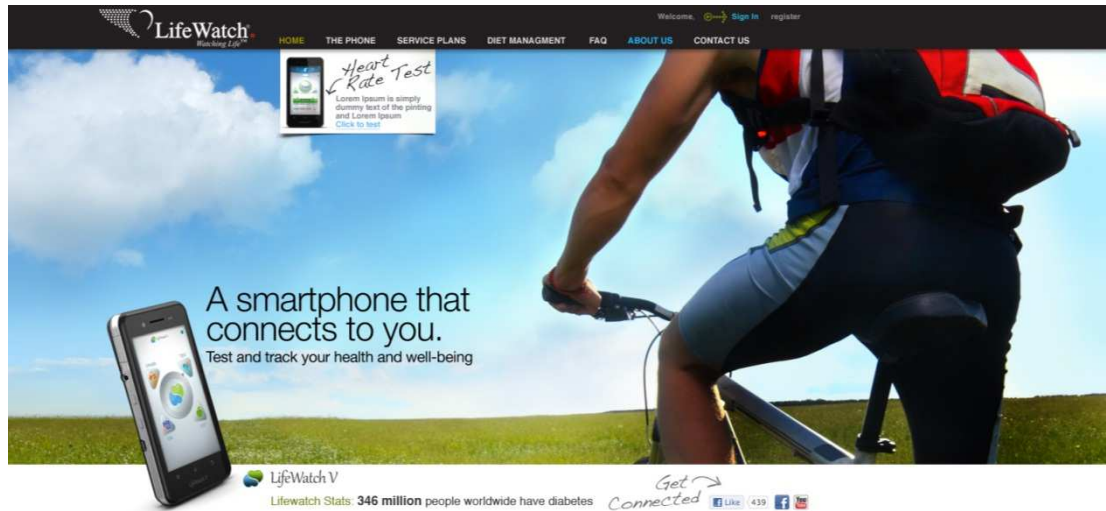 LifeWatch®
Watching Life™
Welcome, Sign In register
HOME THE PHONE SERVICE PLANS DIET MANAGMENT FAQ ABOUT US CONTACT US
Heart
Rate Test
Lorem Ipsum is simply
dummy text of the pinting
and Lorem Ipsum
Click to test
A smartphone that
connects to you.
Test and track your health and well-being
LifeWatch V
Lifewatch Stats: 346 million people worldwide have diabetes
Get
Connected
Like 439